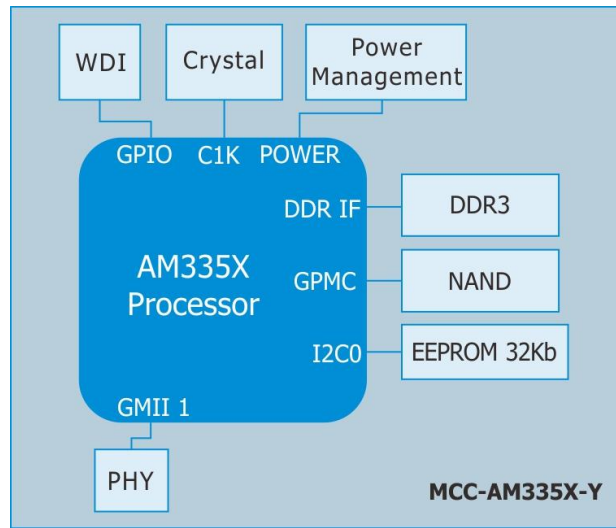 WDI
Crystal
Power
Management
GPIO
C1K
POWER
DDR IF
DDR3
AM335X
Processor
GPMC
NAND
I2C0
EEPROM 32Kb
GMII 1
PHY
MCC-AM335X-Y